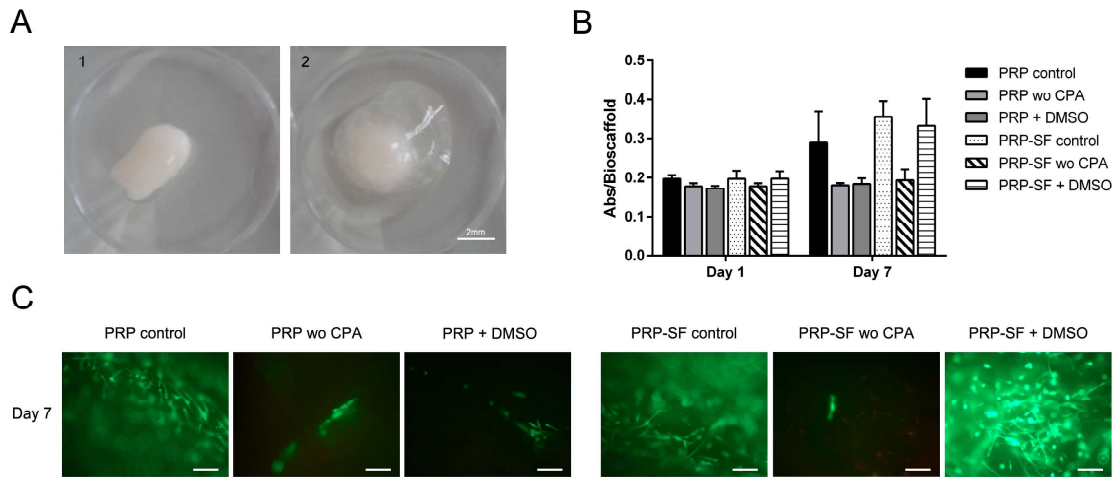 A
1
2
2mm
B
Abs/Bioscaffold
0.5
0.4
0.3
0.2
0.1
0.0
Day 1
Day 7
PRP control
PRP wo CPA
PRP + DMSO
PRP-SF control
PRP-SF wo CPA
PRP-SF + DMSO
C
PRP control
PRP wo CPA
PRP + DMSO
PRP-SF control
PRP-SF wo CPA
PRP-SF + DMSO
Day 7